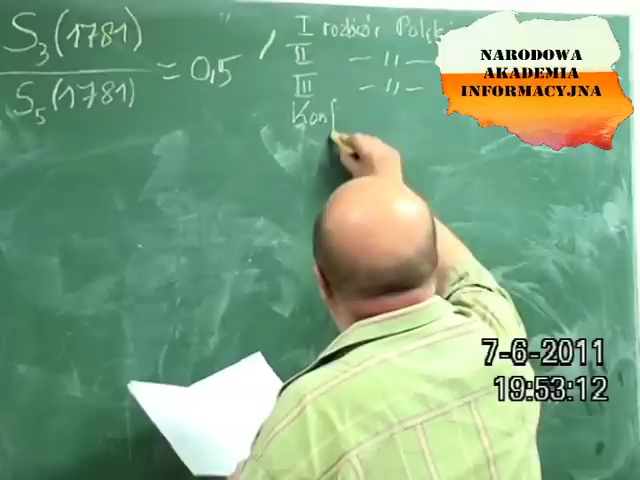 S₃(1781)
S₅(1781)
= 0,5
I rozbiór
II — " —
III — " —
Konf
NARODOWA
AKADEMIA
INFORMACYJNA
7-6-2011
19:53:12